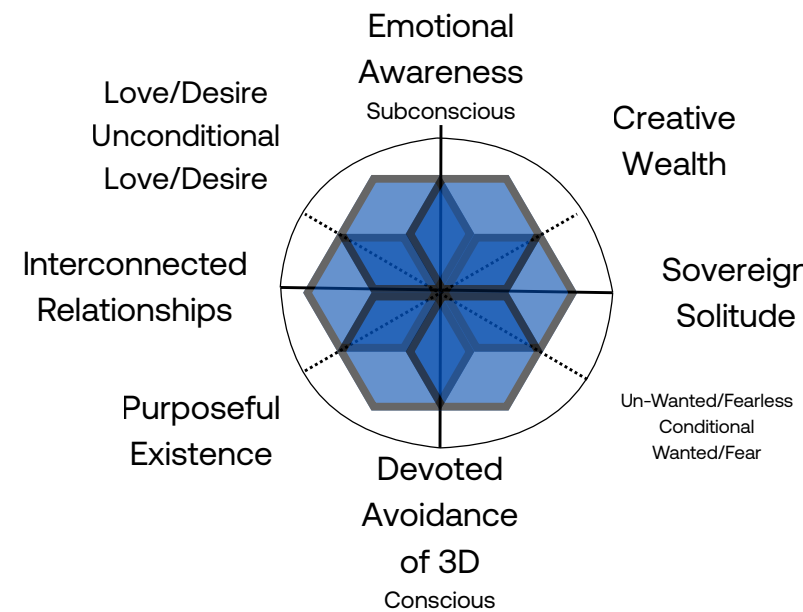 Emotional
Awareness
Subconscious
Love/Desire
Unconditional
Love/Desire
Creative
Wealth
Interconnected
Relationships
Sovereign
Solitude
Purposeful
Existence
Un-Wanted/Fearless
Conditional
Wanted/Fear
Devoted
Avoidance
of 3D
Conscious